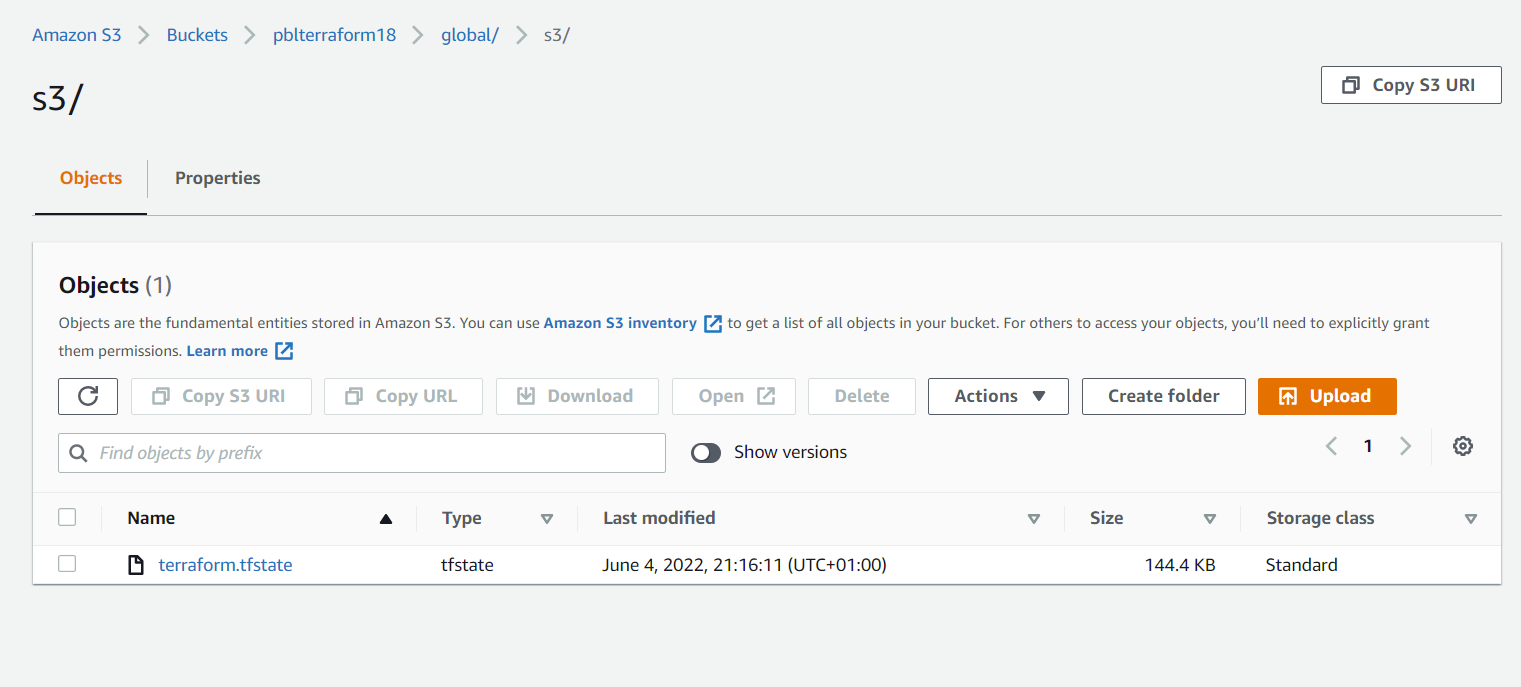 Amazon S3 Buckets pblterraform18 global/ s3/
s3/
Copy S3 URI
Objects Properties
Objects (1)
Objects are the fundamental entities stored in Amazon S3. You can use Amazon S3 inventory to get a list of all objects in your bucket. For others to access your objects, you’ll need to explicitly grant
them permissions. Learn more
Copy S3 URI Copy URL Download Open Delete Actions Create folder Upload
Find objects by prefix Show versions 1
Name Type Last modified Size Storage class
terraform.tfstate tfstate June 4, 2022, 21:16:11 (UTC+01:00) 144.4 KB Standard